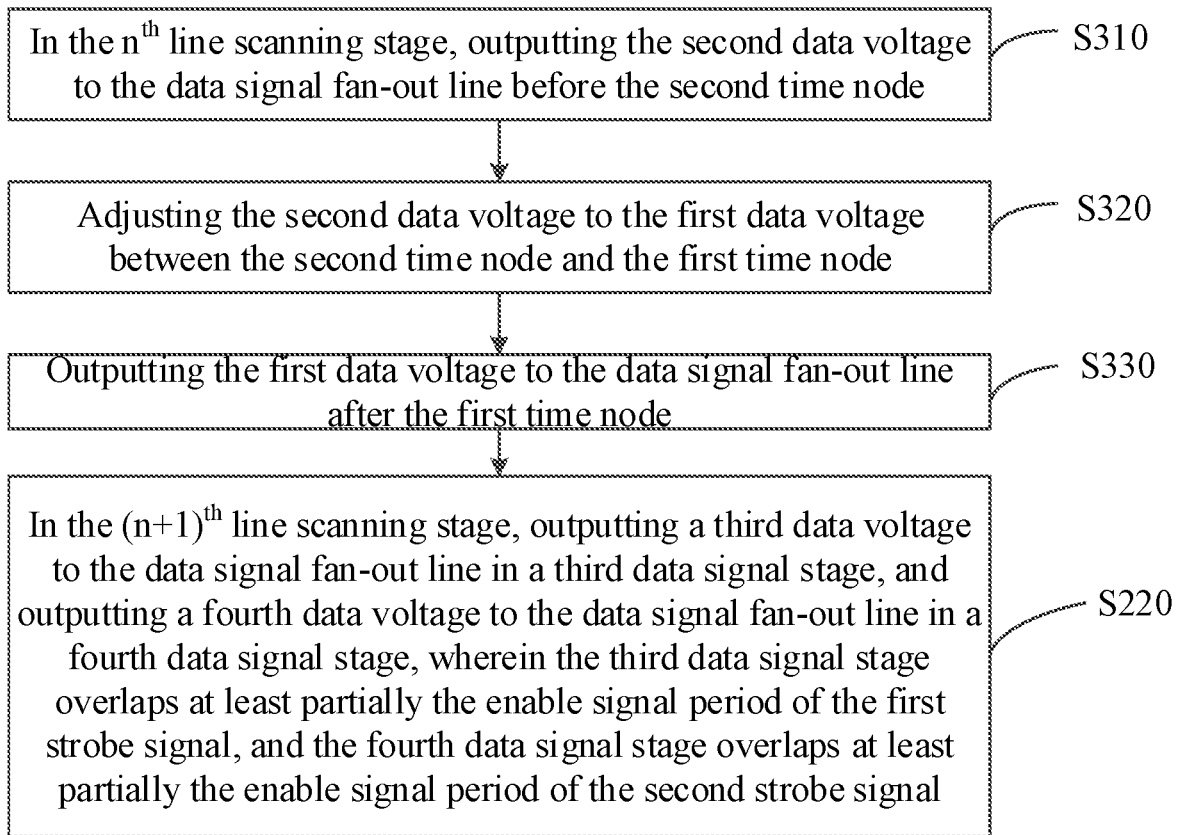 In the nth line scanning stage, outputting the second data voltage
to the data signal fan-out line before the second time node
S310
Adjusting the second data voltage to the first data voltage
between the second time node and the first time node
S320
Outputting the first data voltage to the data signal fan-out line
after the first time node
S330
In the (n+1)th line scanning stage, outputting a third data voltage
to the data signal fan-out line in a third data signal stage, and
outputting a fourth data voltage to the data signal fan-out line in a
fourth data signal stage, wherein the third data signal stage
overlaps at least partially the enable signal period of the first
strobe signal, and the fourth data signal stage overlaps at least
partially the enable signal period of the second strobe signal
S220